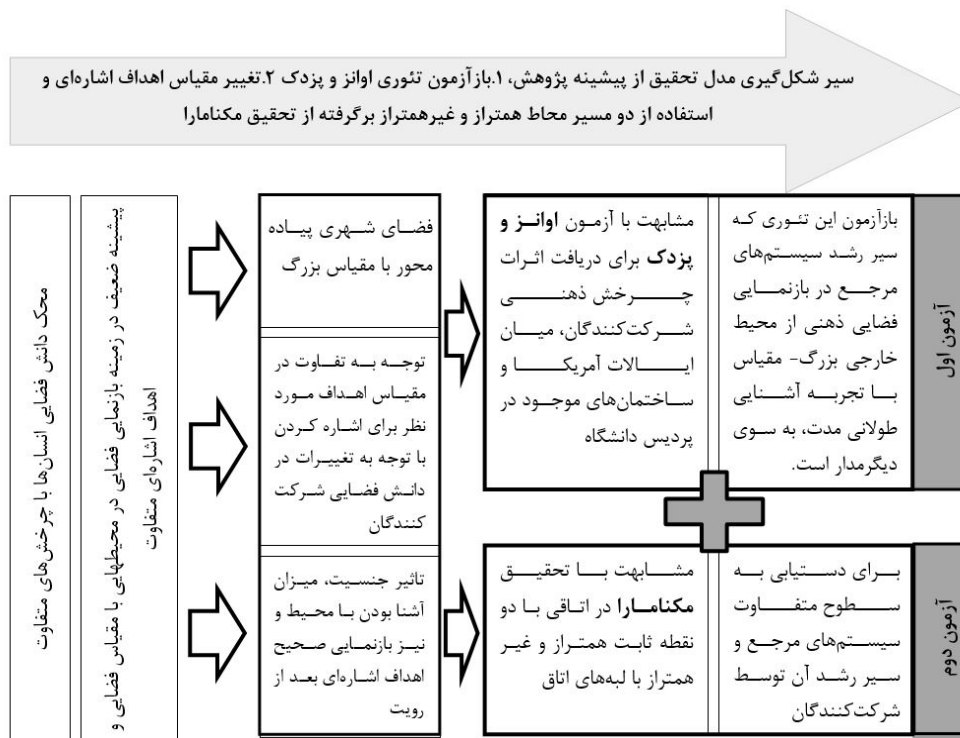 سیر شکل‌گیری مدل تحقیق از پیشینه پژوهش، ۱.بازآزمون تئوری اوانز و پزدک ۲.تغییر مقیاس اهداف اشاره‌ای و
استفاده از دو مسیر محاط همتراز و غیرهمتراز برگرفته از تحقیق مکنامارا
محک دانش فضایی انسان‌ها با چرخش‌های متفاوت
پیشینه ضعیف در زمینه بازنمایی فضایی در محیطهایی با مقیاس فضایی و
اهداف اشاره‌ای متفاوت
فضای شهری پیاده
محور با مقیاس بزرگ
توجه به تفاوت در
مقیاس اهداف مورد
نظر برای اشاره کردن
با توجه به تغییرات در
دانش فضایی شرکت
کنندگان
تاثیر جنسیت، میزان
آشنا بودن با محیط و
نیز بازنمایی صحیح
اهداف اشاره‌ای بعد از
رویت
مشابهت با آزمون اوانز و
پزدک برای دریافت اثرات
چرخش ذهنی
شرکت‌کنندگان، میان
ایالات آمریکا و
ساختمان‌های موجود در
پردیس دانشگاه
بازآزمون این تئوری که
سیر رشد سیستم‌های
مرجع در بازنمایی
فضایی ذهنی از محیط
خارجی بزرگ- مقیاس
با تجربه آشنایی
طولانی مدت، به سوی
دیگرمدار است.
آزمون اول
مشابهت با تحقیق
مکنامارا در اتاقی با دو
نقطه ثابت همتراز و غیر
همتراز با لبه‌های اتاق
برای دستیابی به
سطوح متفاوت
سیستم‌های مرجع و
سیر رشد آن توسط
شرکت‌کنندگان
آزمون دوم